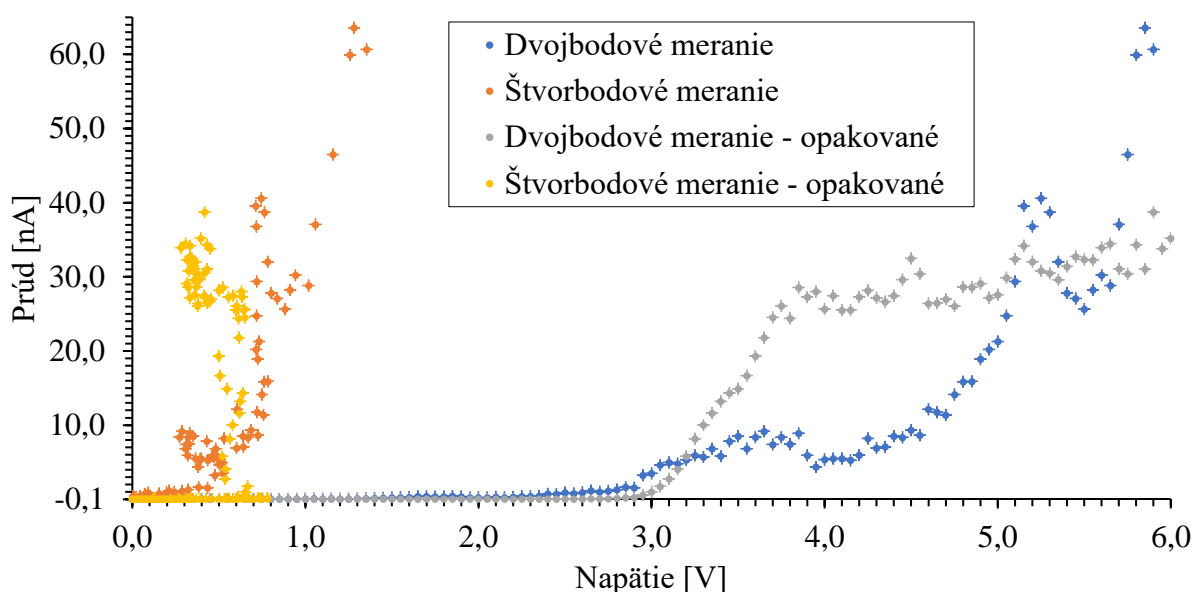 Prúd [nA]
60,0
50,0
40,0
30,0
20,0
10,0
-0,1
Dvojbodové meranie
Štvorbodové meranie
Dvojbodové meranie - opakované
Štvorbodové meranie - opakované
0,0 1,0 2,0 3,0 4,0 5,0 6,0
Napätie [V]